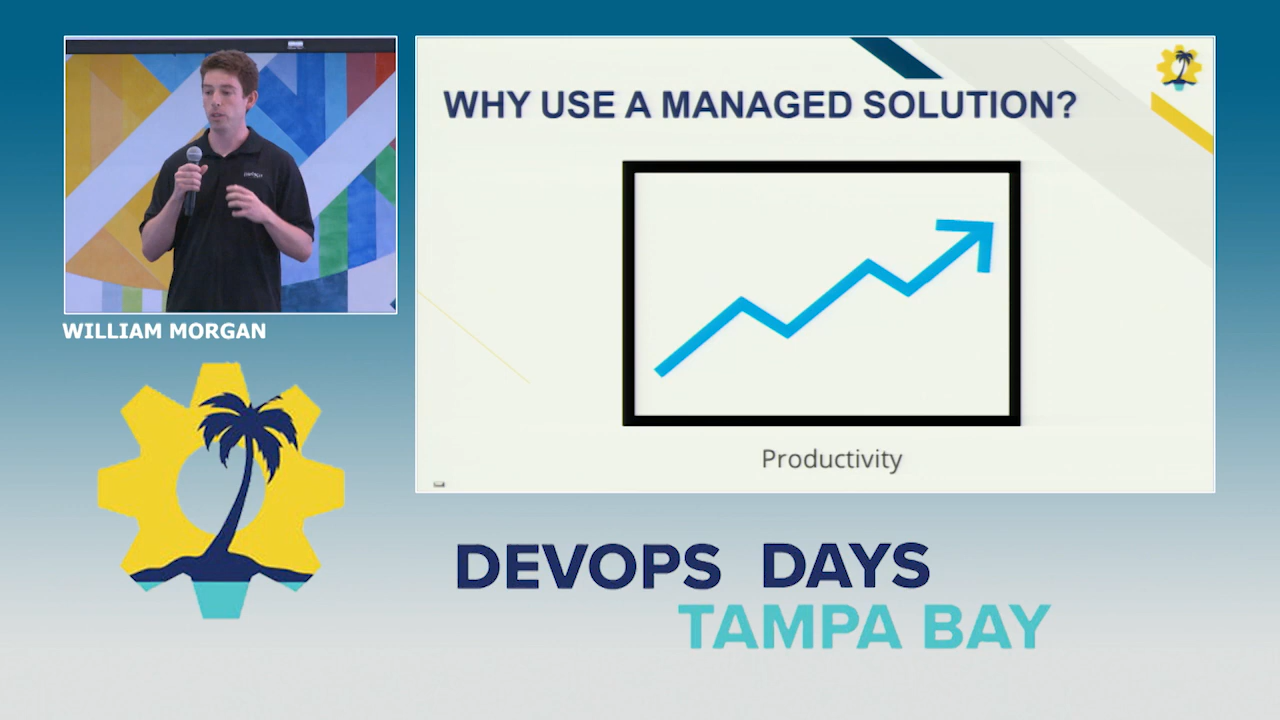 WHY USE A MANAGED SOLUTION?
Productivity
WILLIAM MORGAN
DEVOPS DAYS
TAMPA BAY